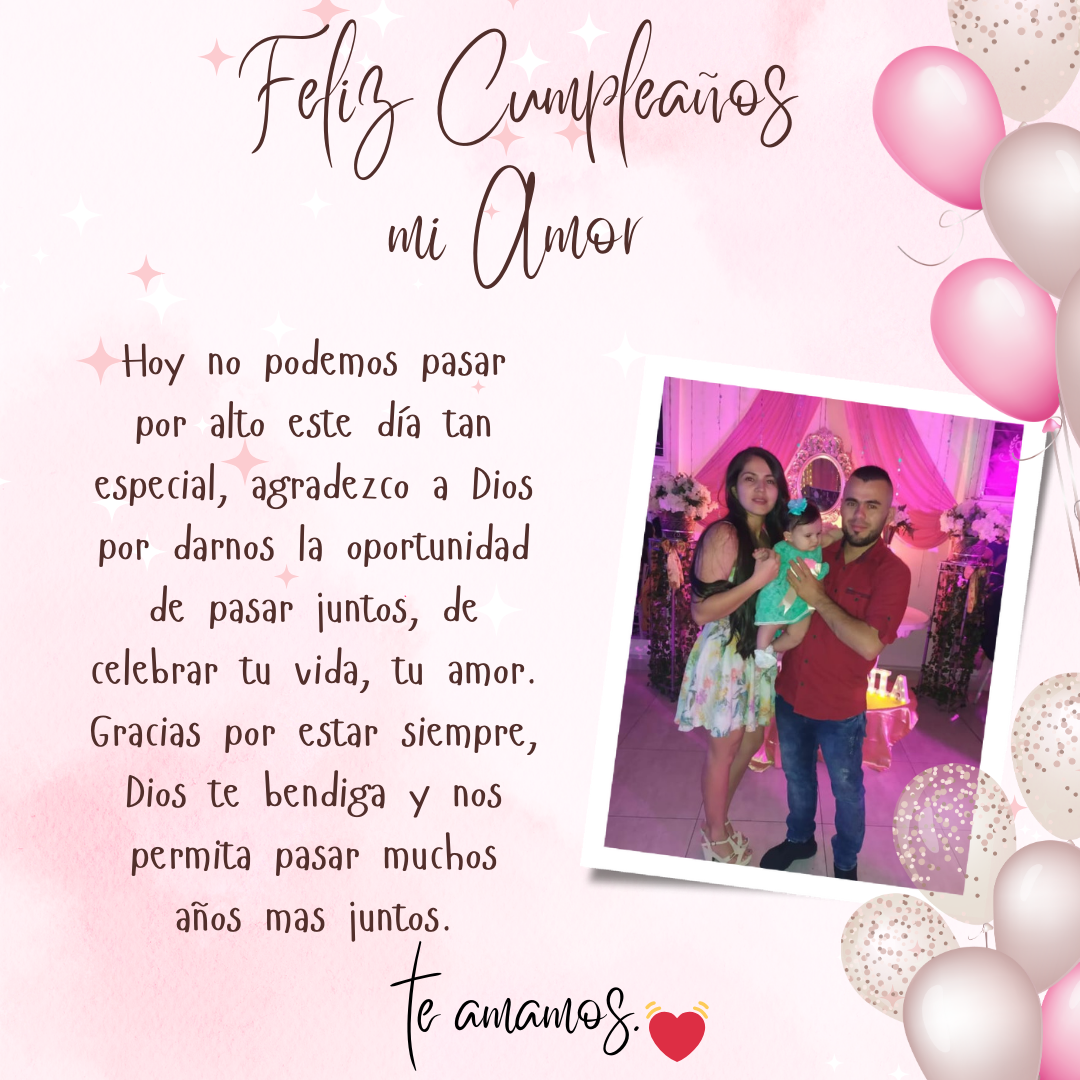 Feliz Cumpleaños
mi Amor
Hoy no podemos pasar
por alto este día tan
especial, agradezco a Dios
por darnos la oportunidad
de pasar juntos, de
celebrar tu vida, tu amor.
Gracias por estar siempre,
Dios te bendiga y nos
permita pasar muchos
años mas juntos.
te amamos.